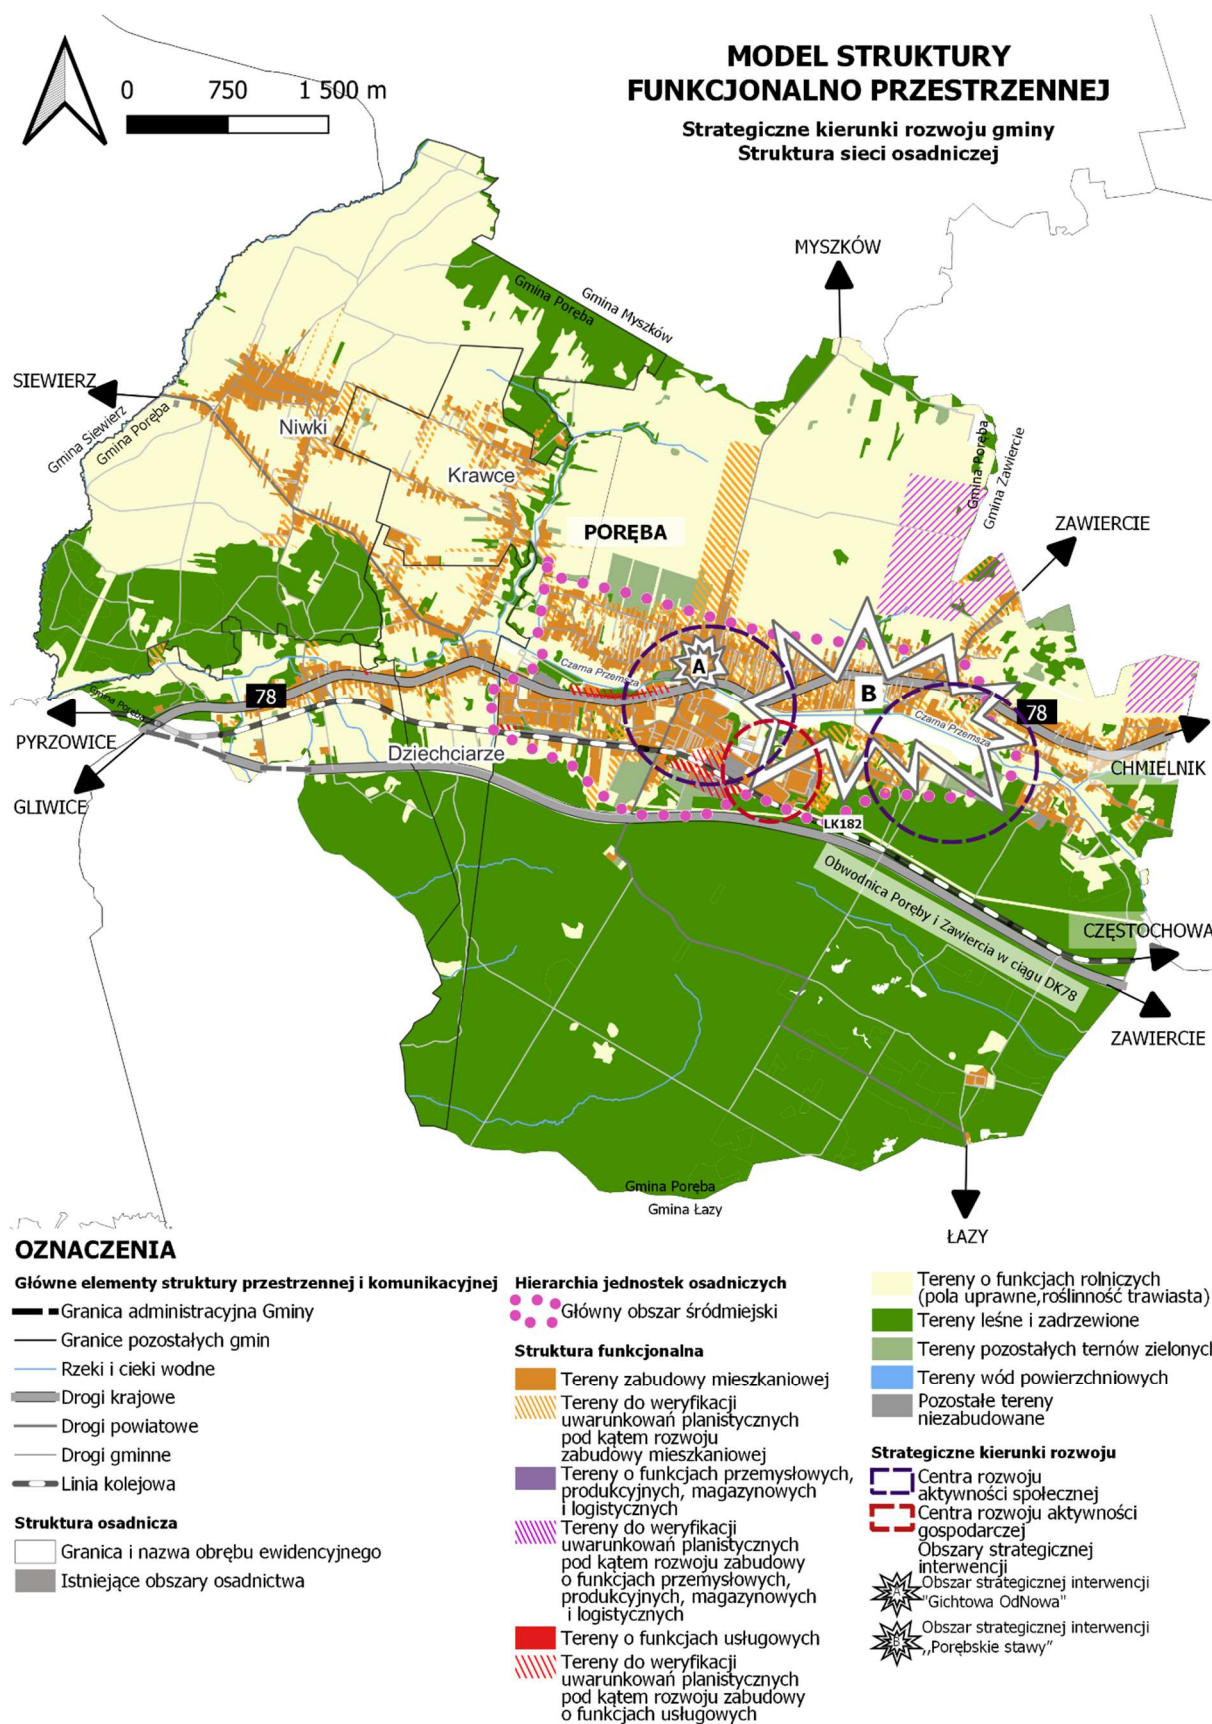 MODEL STRUKTURY
FUNKCJONALNO PRZESTRZENNEJ
Strategiczne kierunki rozwoju gminy
Struktura sieci osadniczej
0 750 1 500 m
MYSZKÓW
Gmina Myszków
Gmina Poręba
SIEWIERZ
Gmina Siewierz
Gmina Poręba
Niwki
Krawce
Gmina Poręba
Gmina Zawiercie
ZAWIERCIE
PORĘBA
A
Czarna Przemsza
B
78
Gmina Poręba
78
Czarna Przemsza
PYRZOWICE
Dziechciarze
CHMIELNIK
GLIWICE
LK182
Obwodnica Poręby i Zawiercia w ciągu DK78
CZĘSTOCHOWA
ZAWIERCIE
Gmina Poręba
Gmina Łazy
ŁAZY
OZNACZENIA
Główne elementy struktury przestrzennej i komunikacyjnej
Granica administracyjna Gminy
Granice pozostałych gmin
Rzeki i cieki wodne
Drogi krajowe
Drogi powiatowe
Drogi gminne
Linia kolejowa
Struktura osadnicza
Granica i nazwa obrębu ewidencyjnego
Istniejące obszary osadnictwa
Hierarchia jednostek osadniczych
Główny obszar śródmiejski
Struktura funkcjonalna
Tereny zabudowy mieszkaniowej
Tereny do weryfikacji
uwarunkowań planistycznych
pod kątem rozwoju
zabudowy mieszkaniowej
Tereny o funkcjach przemysłowych,
produkcyjnych, magazynowych
i logistycznych
Tereny do weryfikacji
uwarunkowań planistycznych
pod kątem rozwoju zabudowy
o funkcjach przemysłowych,
produkcyjnych, magazynowych
i logistycznych
Tereny o funkcjach usługowych
Tereny do weryfikacji
uwarunkowań planistycznych
pod kątem rozwoju zabudowy
o funkcjach usługowych
Tereny o funkcjach rolniczych
(pola uprawne,roślinność trawiasta)
Tereny leśne i zadrzewione
Tereny pozostałych ternów zielonych
Tereny wód powierzchniowych
Pozostałe tereny
niezabudowane
Strategiczne kierunki rozwoju
Centra rozwoju
aktywności społecznej
Centra rozwoju aktywności
gospodarczej
Obszary strategicznej
interwencji
A
Obszar strategicznej interwencji
"Gichtowa OdNowa"
B
Obszar strategicznej interwencji
,,Porębskie stawy"